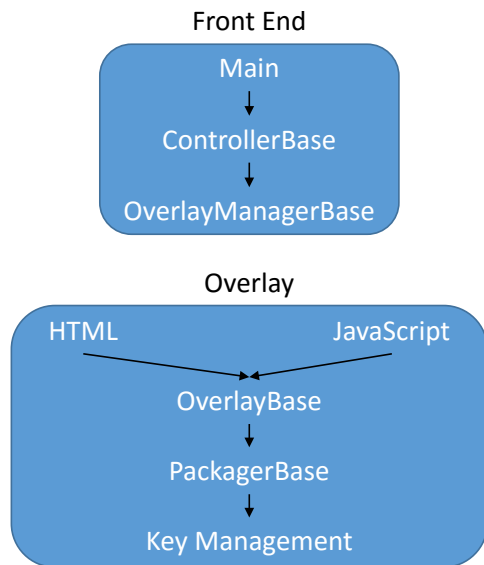 Front End
Main
ControllerBase
OverlayManagerBase
Overlay
HTML JavaScript
OverlayBase
PackagerBase
Key Management